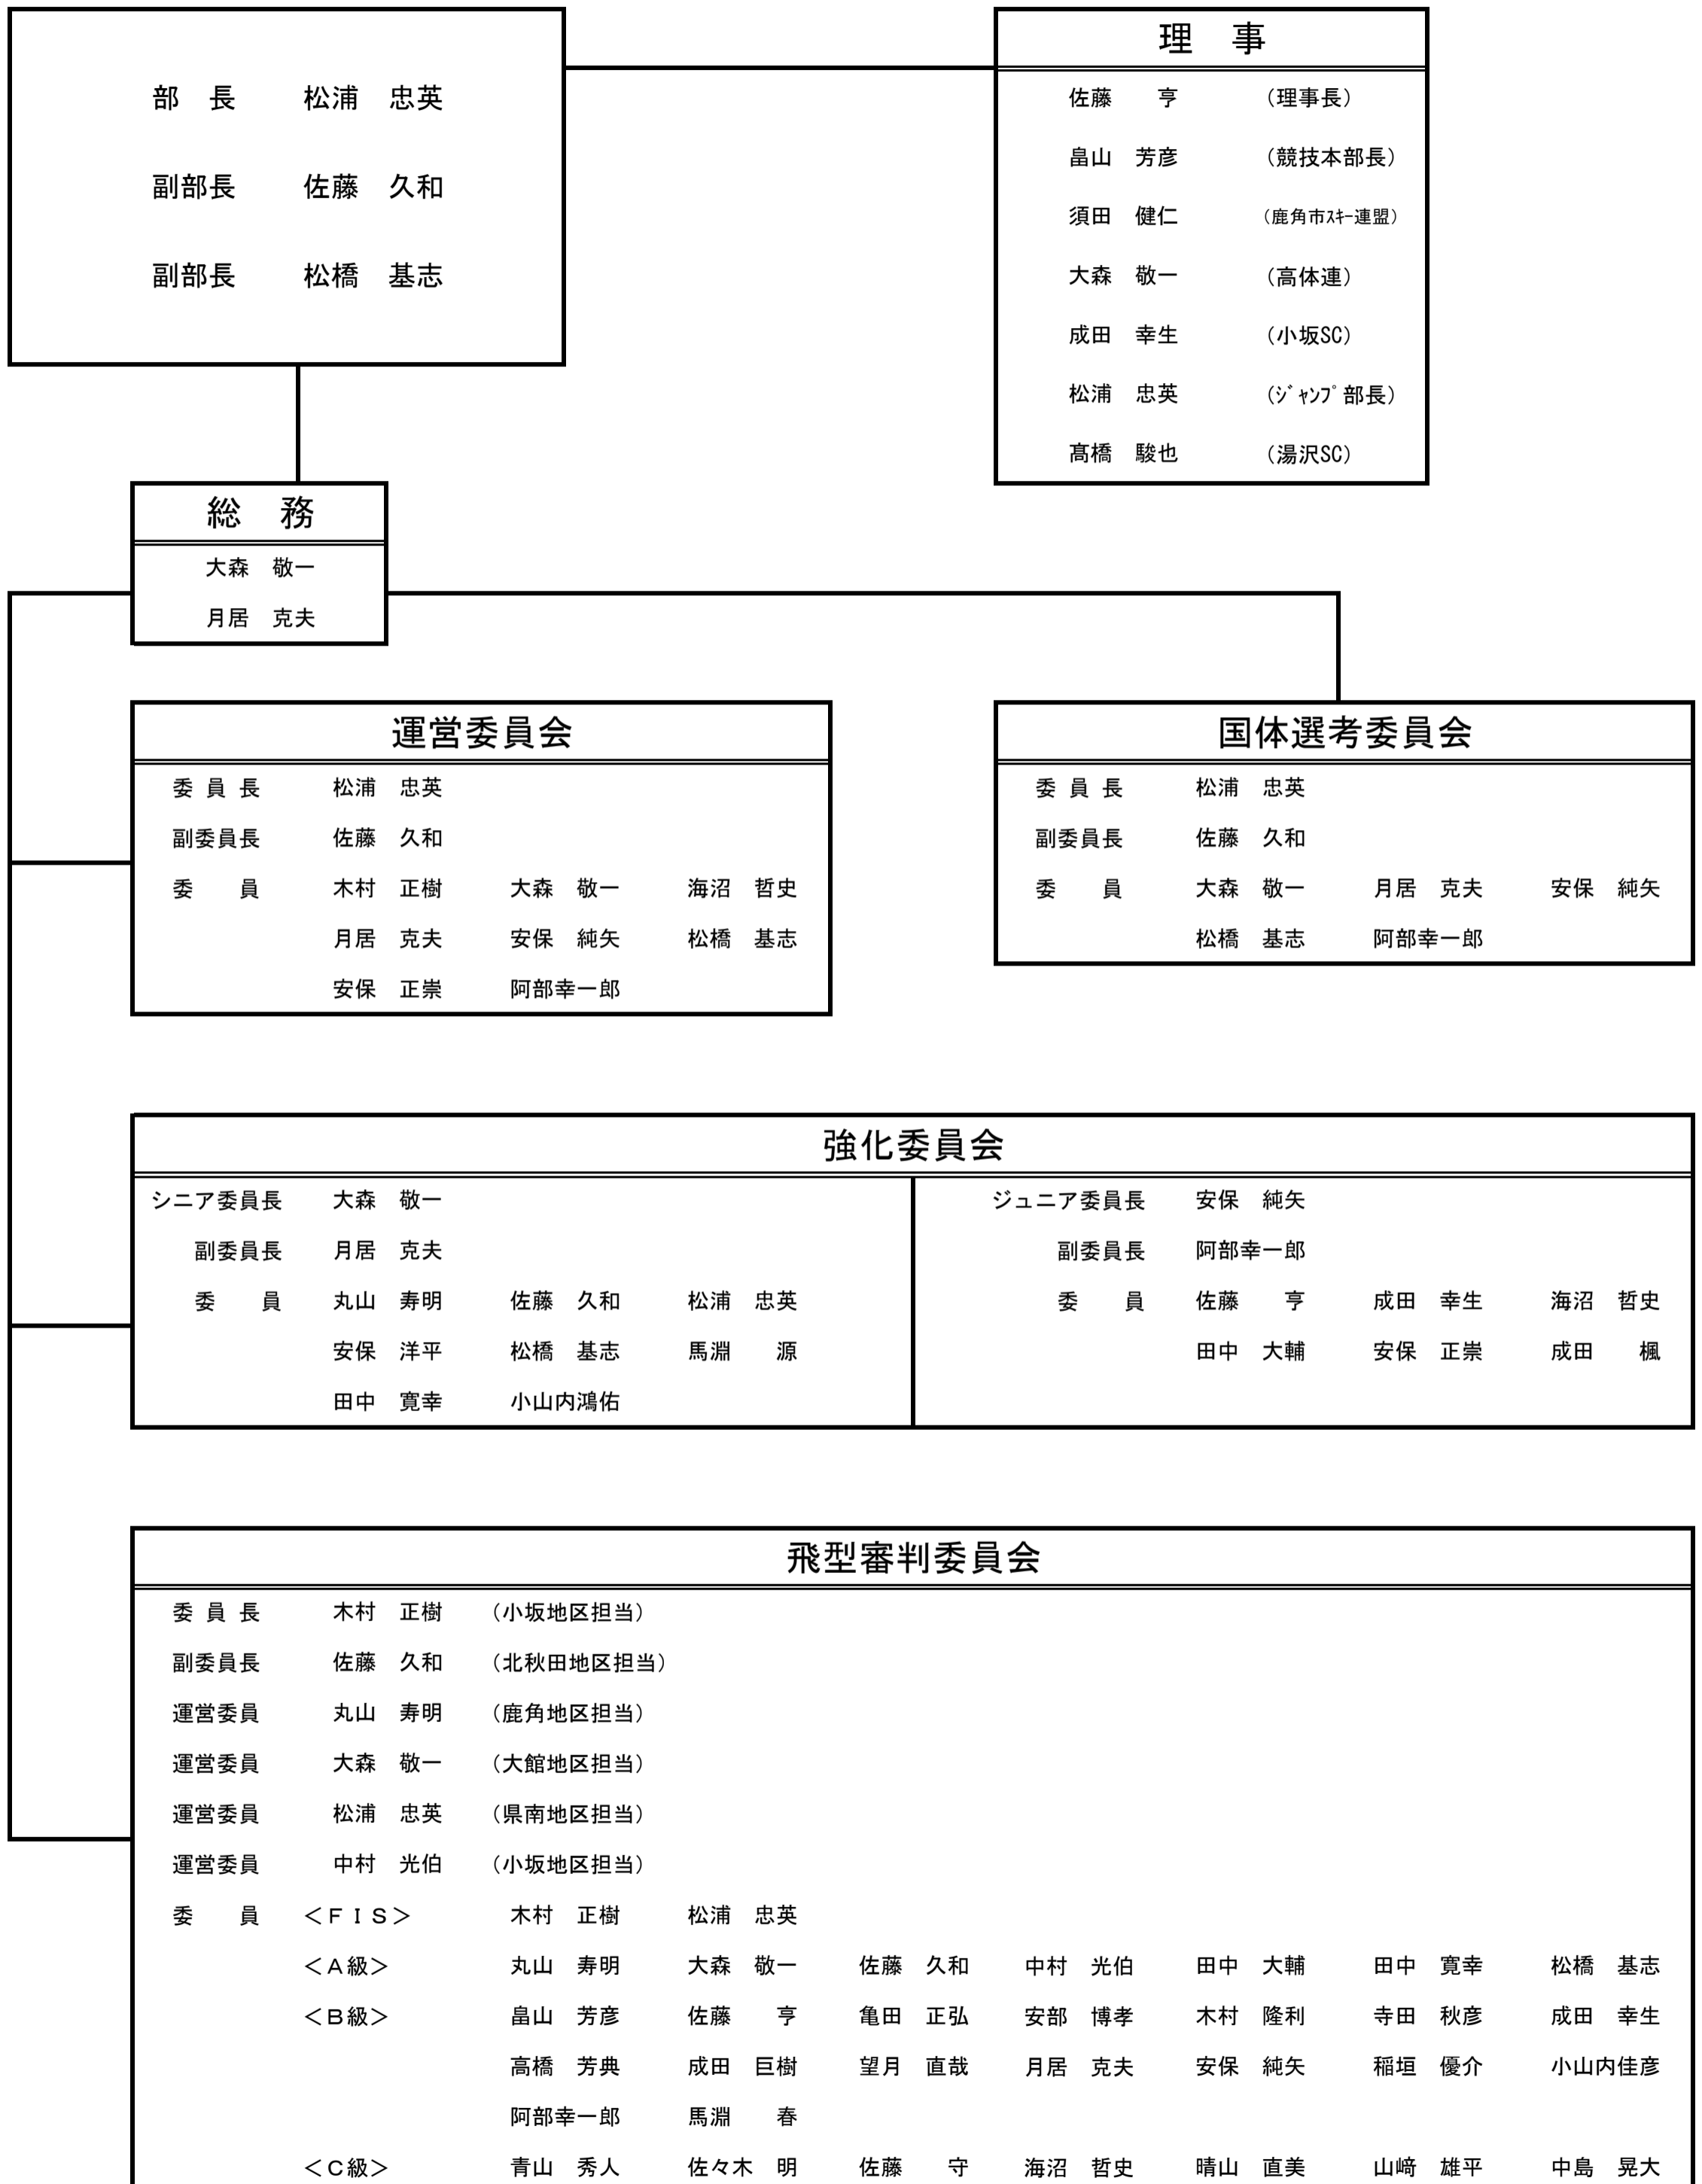 部　長　　松浦　忠英
副部長　　佐藤　久和
副部長　　松橋　基志
理　事
佐藤　　亨　（理事長）
畠山　芳彦　（競技本部長）
須田　健仁　（鹿角市ｽｷｰ連盟）
大森　敬一　（高体連）
成田　幸生　（小坂SC）
松浦　忠英　（ｼﾞｬﾝﾌﾟ部長）
髙橋　駿也　（湯沢SC）
総　務
大森　敬一
月居　克夫
運営委員会
委 員 長　松浦　忠英
副委員長　佐藤　久和
委　　員　木村　正樹　大森　敬一　海沼　哲史
月居　克夫　安保　純矢　松橋　基志
安保　正崇　阿部幸一郎
国体選考委員会
委 員 長　松浦　忠英
副委員長　佐藤　久和
委　　員　大森　敬一　月居　克夫　安保　純矢
松橋　基志　阿部幸一郎
強化委員会
シニア委員長　大森　敬一
副委員長　月居　克夫
委　　員　丸山　寿明　佐藤　久和　松浦　忠英
安保　洋平　松橋　基志　馬淵　　源
田中　寛幸　小山内鴻佑
ジュニア委員長　安保　純矢
副委員長　阿部幸一郎
委　　員　佐藤　　亨　成田　幸生　海沼　哲史
田中　大輔　安保　正崇　成田　　楓
飛型審判委員会
委 員 長　木村　正樹　（小坂地区担当）
副委員長　佐藤　久和　（北秋田地区担当）
運営委員　丸山　寿明　（鹿角地区担当）
運営委員　大森　敬一　（大館地区担当）
運営委員　松浦　忠英　（県南地区担当）
運営委員　中村　光伯　（小坂地区担当）
委　　員　＜ＦＩＳ＞　木村　正樹　松浦　忠英
＜Ａ級＞　丸山　寿明　大森　敬一　佐藤　久和　中村　光伯　田中　大輔　田中　寛幸　松橋　基志
＜Ｂ級＞　畠山　芳彦　佐藤　　亨　亀田　正弘　安部　博孝　木村　隆利　寺田　秋彦　成田　幸生
高橋　芳典　成田　巨樹　望月　直哉　月居　克夫　安保　純矢　稲垣　優介　小山内佳彦
阿部幸一郎　馬淵　　春
＜Ｃ級＞　青山　秀人　佐々木　明　佐藤　　守　海沼　哲史　晴山　直美　山﨑　雄平　中島　晃大